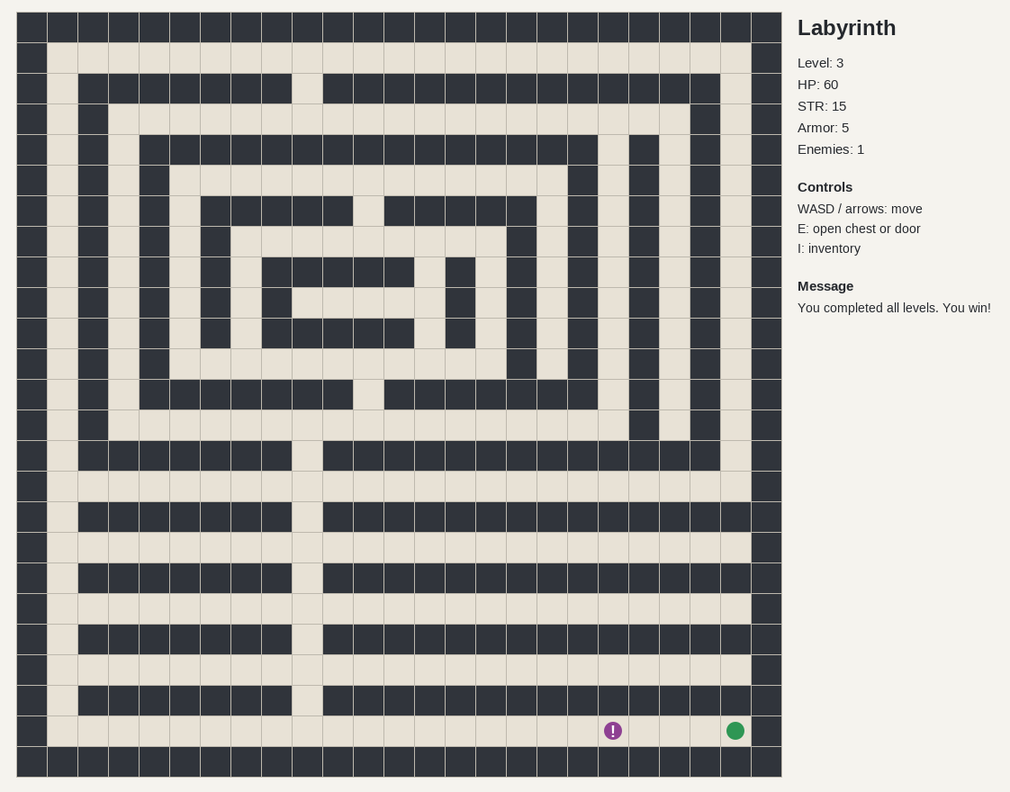 Labyrinth
Level: 3
HP: 60
STR: 15
Armor: 5
Enemies: 1
Controls
WASD / arrows: move
E: open chest or door
I: inventory
Message
You completed all levels. You win!
!